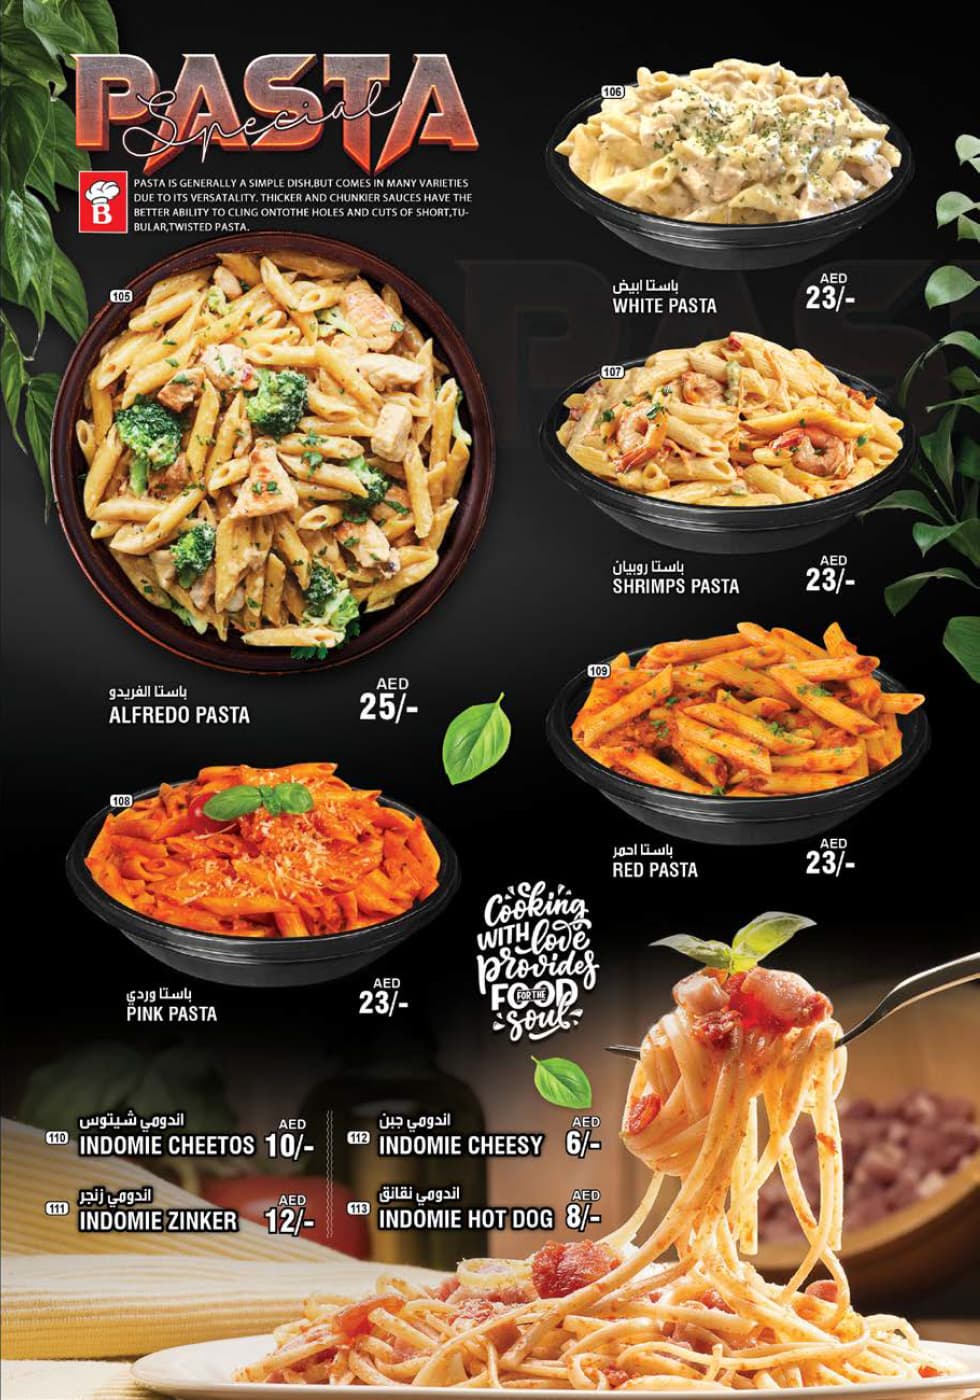 PASTA
Special
B
PASTA IS GENERALLY A SIMPLE DISH,BUT COMES IN MANY VARIETIES
DUE TO ITS VERSATALITY. THICKER AND CHUNKIER SAUCES HAVE THE
BETTER ABILITY TO CLING ONTOTHE HOLES AND CUTS OF SHORT,TU-
BULAR,TWISTED PASTA.
106
باستا ابيض
WHITE PASTA
AED
23/-
105
باستا الفريدو
ALFREDO PASTA
AED
25/-
107
باستا روبيان
SHRIMPS PASTA
AED
23/-
109
باستا احمر
RED PASTA
AED
23/-
108
باستا وردي
PINK PASTA
AED
23/-
Cooking
WITH love
provides
FOOD
FOR THE
soul
PASTA
110
اندومي شيتوس
INDOMIE CHEETOS
AED
10/-
111
اندومي زنجر
INDOMIE ZINKER
AED
12/-
112
اندومي جبن
INDOMIE CHEESY
AED
6/-
113
اندومي نقانق
INDOMIE HOT DOG
AED
8/-